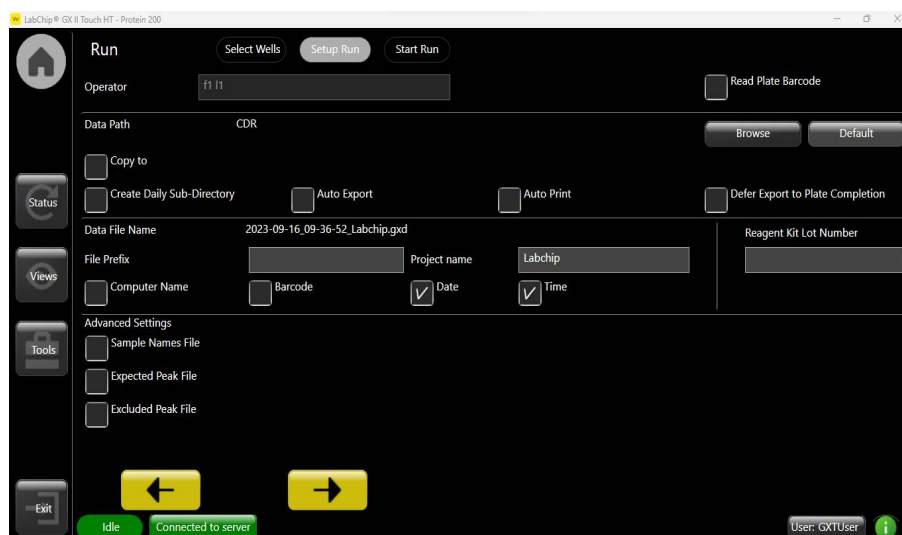 LabChip® GX II Touch HT - Protein 200
Run
Select Wells
Setup Run
Start Run
Operator
f1 l1
Read Plate Barcode
Data Path
CDR
Browse
Default
Copy to
Create Daily Sub-Directory
Auto Export
Auto Print
Defer Export to Plate Completion
Data File Name
2023-09-16_09-36-52_Labchip.gxd
Reagent Kit Lot Number
File Prefix
Project name
Labchip
Computer Name
Barcode
Date
Time
Advanced Settings
Sample Names File
Expected Peak File
Excluded Peak File
Status
Views
Tools
Exit
Idle
Connected to server
User: GXTUser